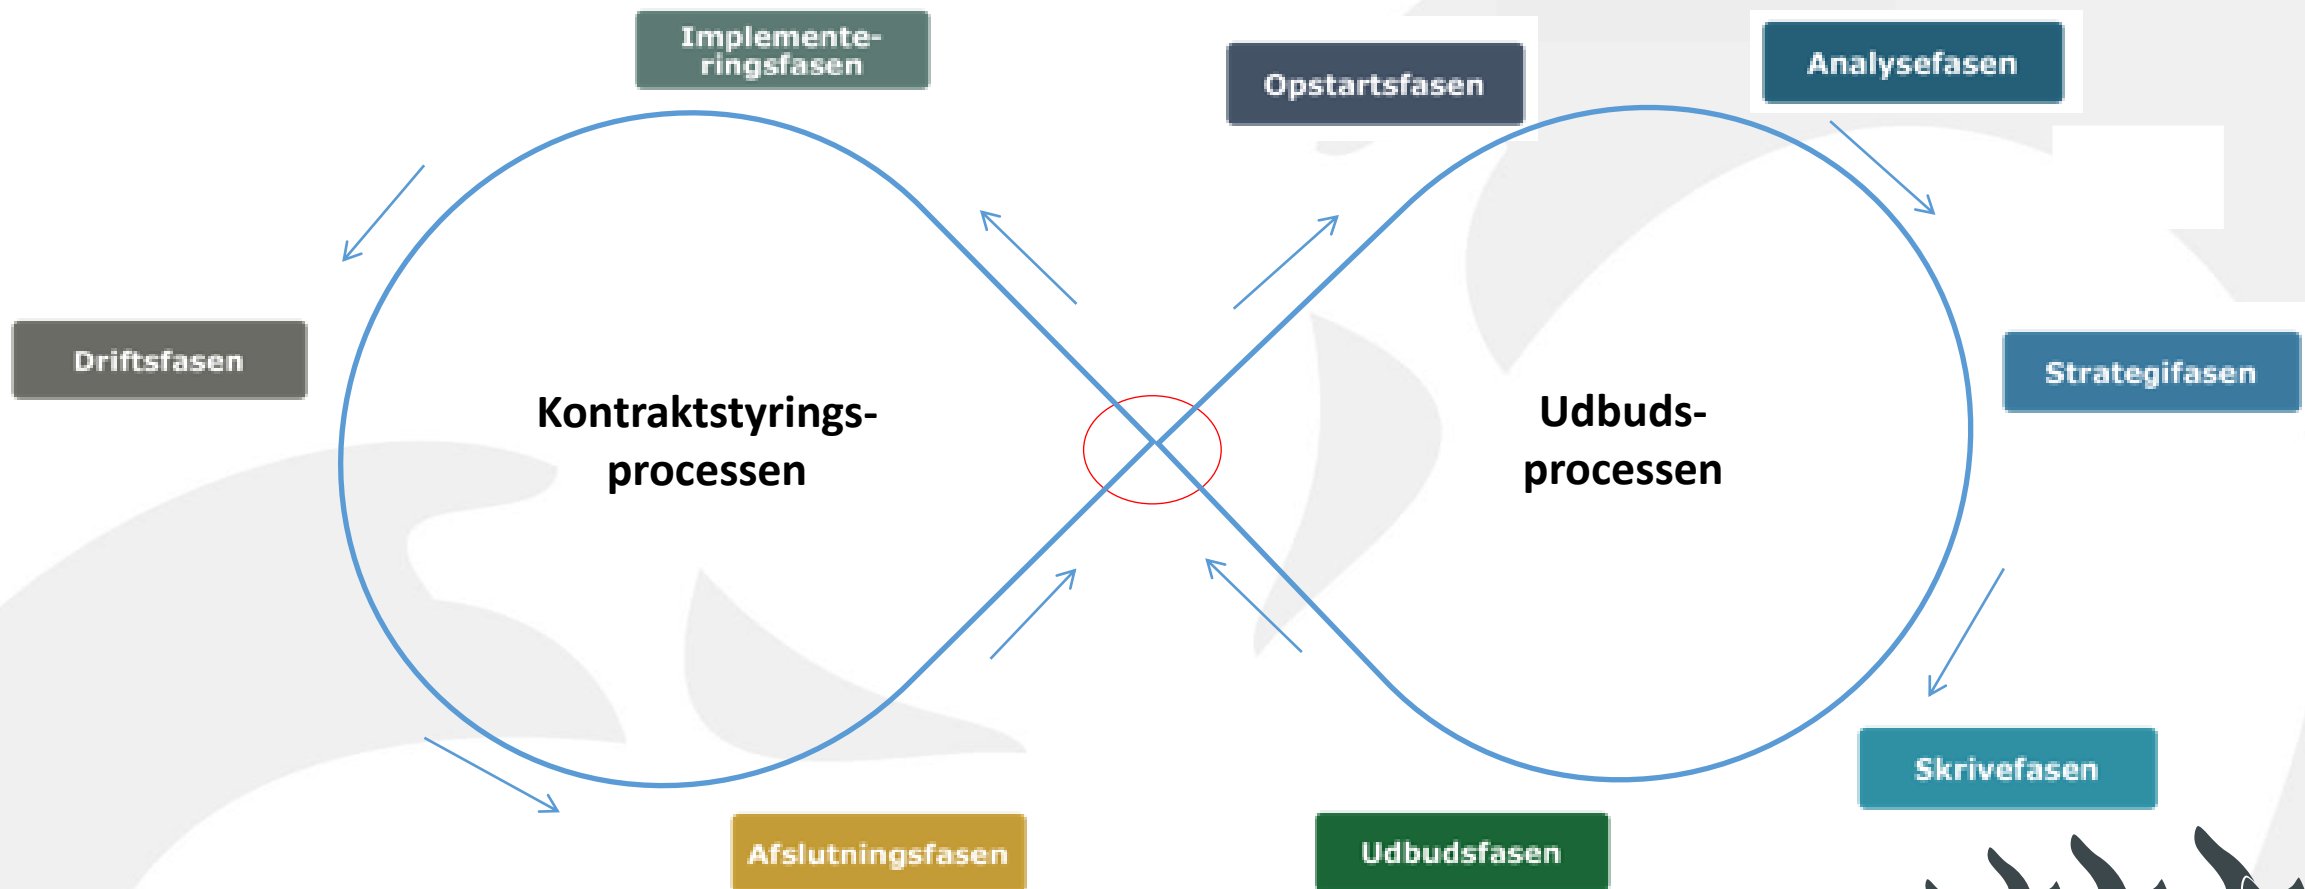 Implemente-
ringsfasen
Opstartsfasen
Analysefasen
Driftsfasen
Strategifasen
Kontraktstyrings-
processen
Udbuds-
processen
Skrivefasen
Afslutningsfasen
Udbudsfasen